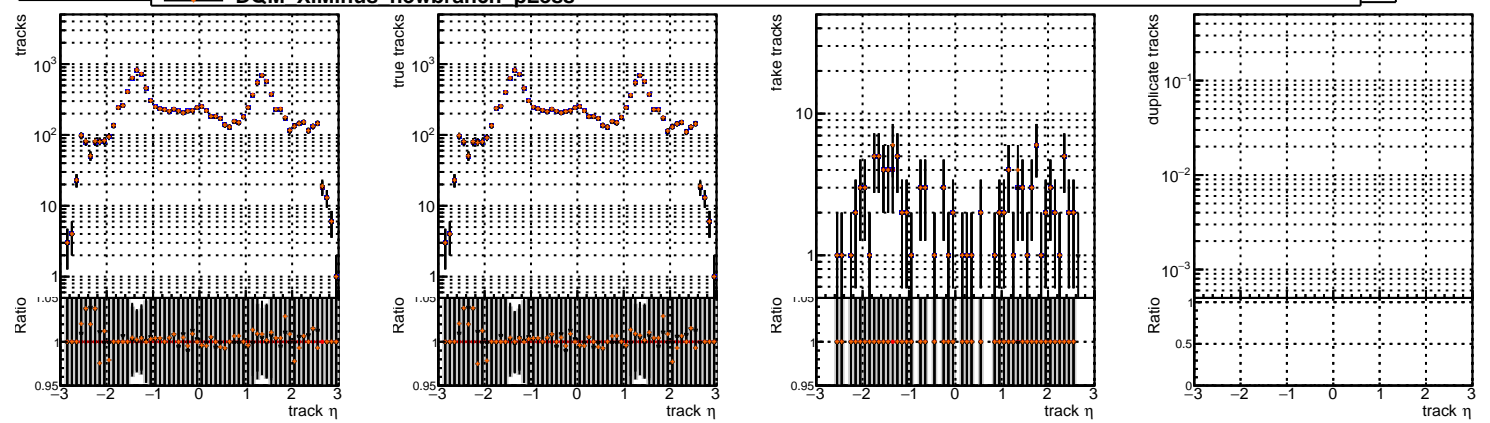 DQM XiMinus newbranch pLess
tracks
10³
10²
10
1
1.05
Ratio
1
0.95
−3 −2 −1 0 1 2 3
track η
true tracks
10³
10²
10
1
1.05
Ratio
1
0.95
−3 −2 −1 0 1 2 3
track η
fake tracks
10
1
1.05
Ratio
1
0.95
−3 −2 −1 0 1 2 3
track η
duplicate tracks
10⁻¹
10⁻²
10⁻³
Ratio
1
0.5
0
−3 −2 −1 0 1 2 3
track η